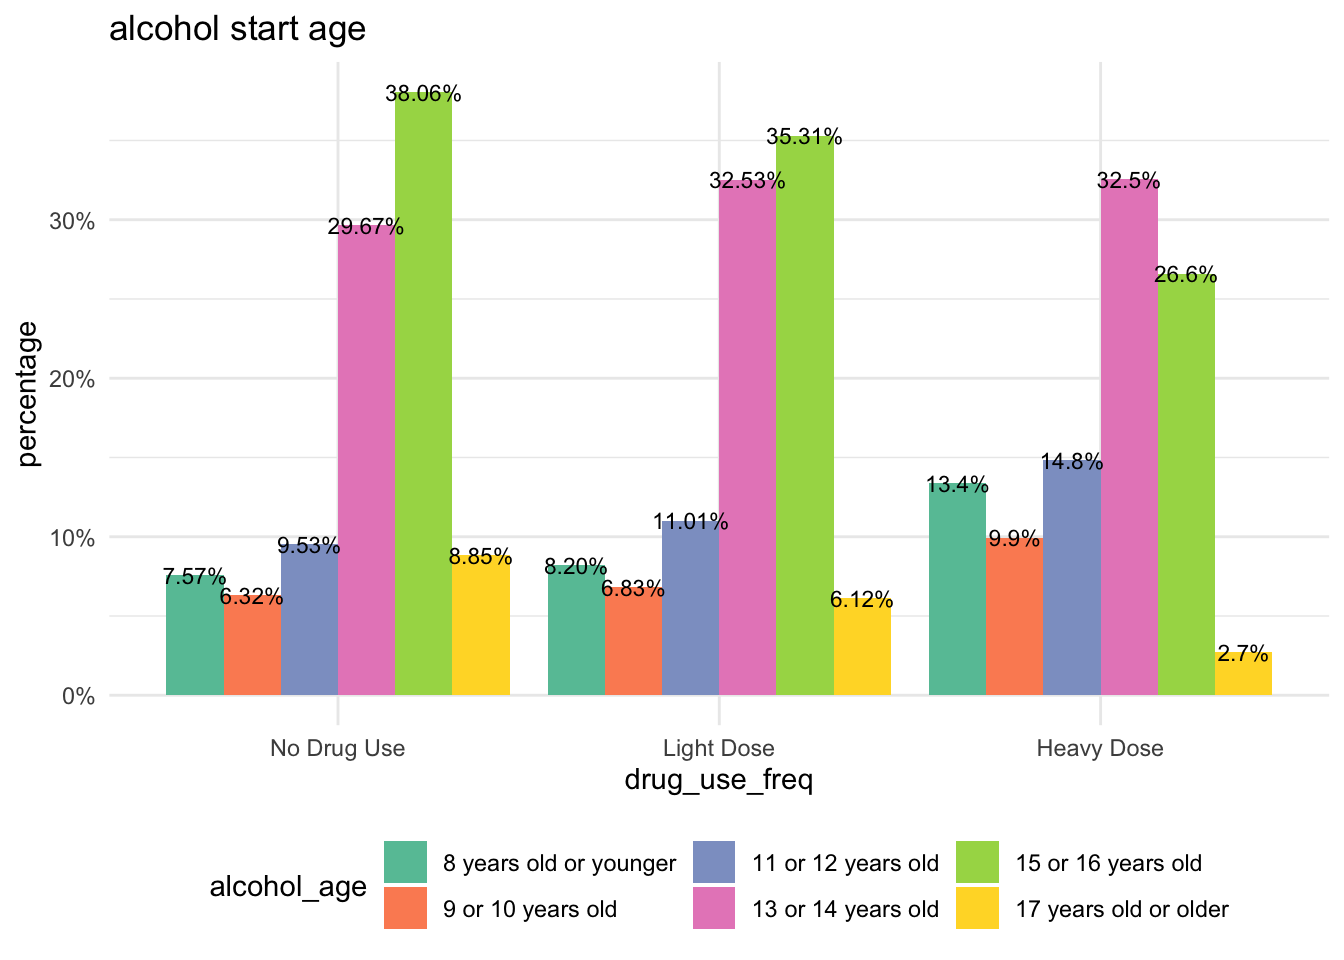 alcohol start age
percentage
30%
20%
10%
0%
7.57%
6.32%
9.53%
29.67%
38.06%
8.85%
8.20%
6.83%
11.01%
32.53%
35.31%
6.12%
13.4%
9.9%
14.8%
32.5%
26.6%
2.7%
No Drug Use
Light Dose
Heavy Dose
drug_use_freq
alcohol_age
8 years old or younger
9 or 10 years old
11 or 12 years old
13 or 14 years old
15 or 16 years old
17 years old or older